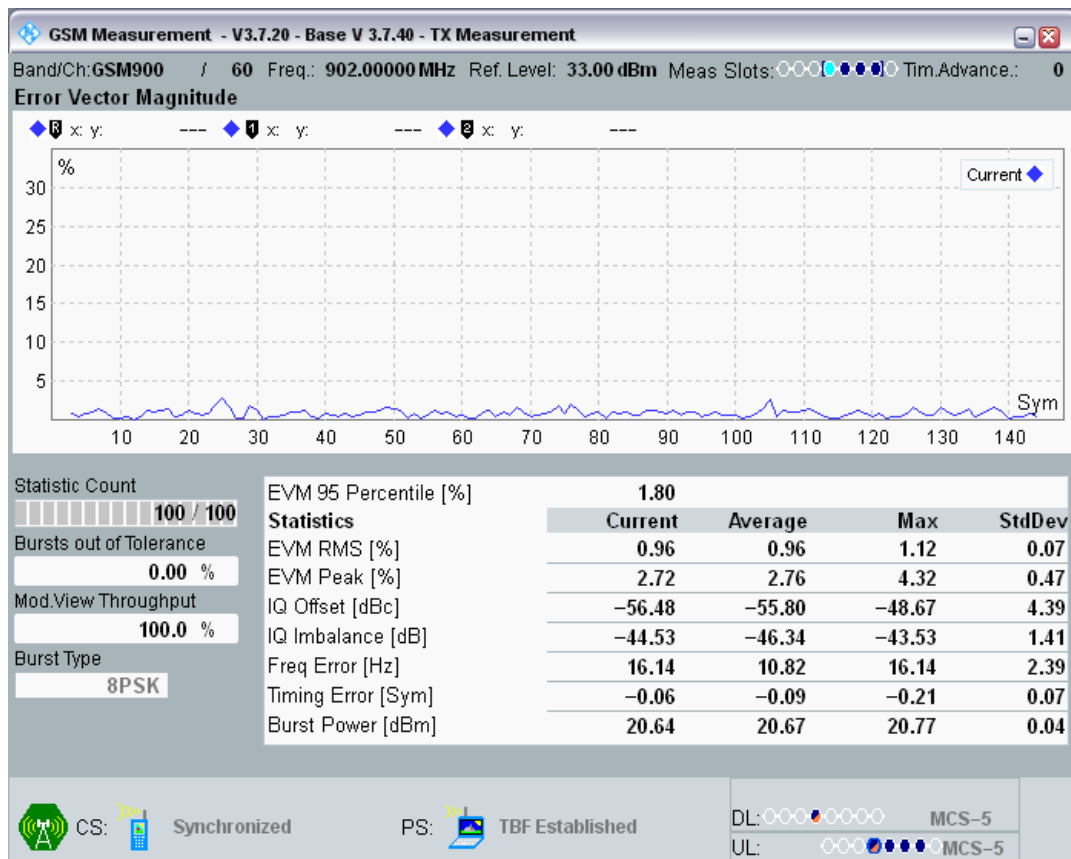 GSM Measurement - V3.7.20 - Base V 3.7.40 - TX Measurement
Band/Ch:GSM900 / 60 Freq.: 902.00000 MHz Ref. Level: 33.00 dBm Meas Slots: Tim.Advance.: 0
Error Vector Magnitude
R x: y: --- 1 x: y: --- 2 x: y: ---
%
Current
30
25
20
15
10
5
Sym
10 20 30 40 50 60 70 80 90 100 110 120 130 140
Statistic Count
100 / 100
Bursts out of Tolerance
0.00 %
Mod.View Throughput
100.0 %
Burst Type
8PSK
EVM 95 Percentile [%] 1.80
Statistics Current Average Max StdDev
EVM RMS [%] 0.96 0.96 1.12 0.07
EVM Peak [%] 2.72 2.76 4.32 0.47
IQ Offset [dBc] −56.48 −55.80 −48.67 4.39
IQ Imbalance [dB] −44.53 −46.34 −43.53 1.41
Freq Error [Hz] 16.14 10.82 16.14 2.39
Timing Error [Sym] −0.06 −0.09 −0.21 0.07
Burst Power [dBm] 20.64 20.67 20.77 0.04
CS: Synchronized PS: TBF Established
DL: MCS−5
UL: MCS−5